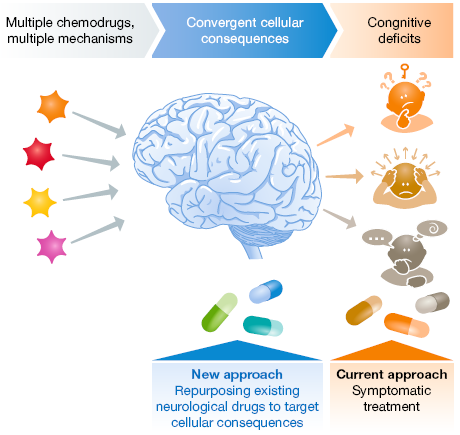 Multiple chemodrugs,
multiple mechanisms
Convergent cellular
consequences
Congnitive
deficits
New approach
Repurposing existing
neurological drugs to target
cellular consequences
Current approach
Symptomatic
treatment